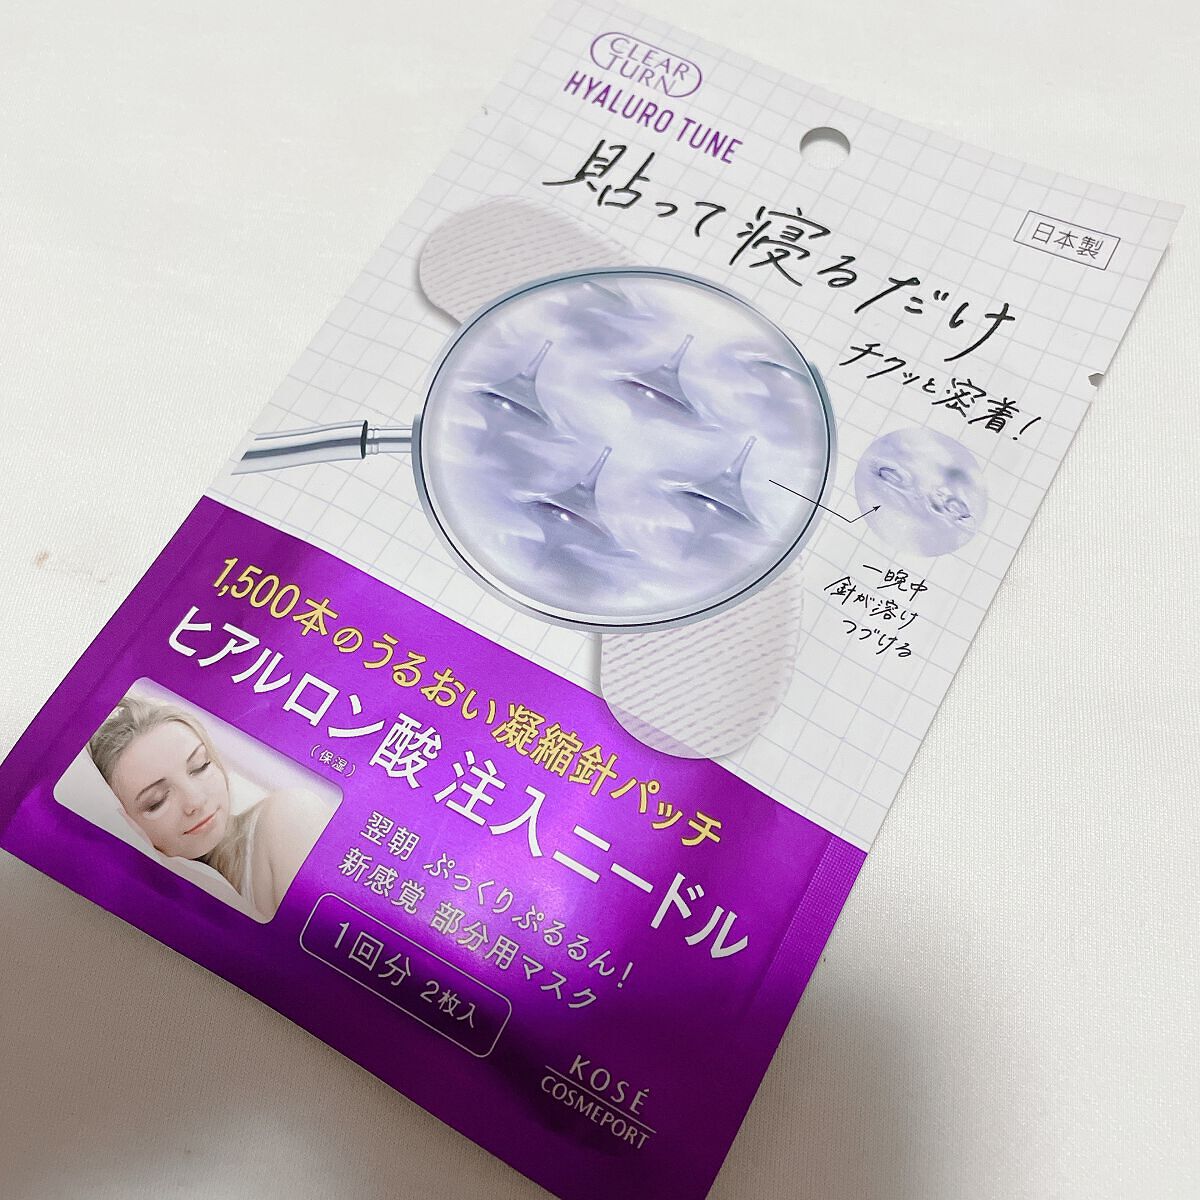 CLEAR
TURN
HYALURO TUNE
日本製
貼って寝るだけ
チクッと密着!
一晩中
針が溶け
つづける
1,500本のうるおい凝縮針パッチ
ヒアルロン酸 注入ニードル
(保湿)
翌朝 ぷっくりぷるるん!
新感覚 部分用マスク
1回分 2枚入
KOSÉ
COSMEPORT